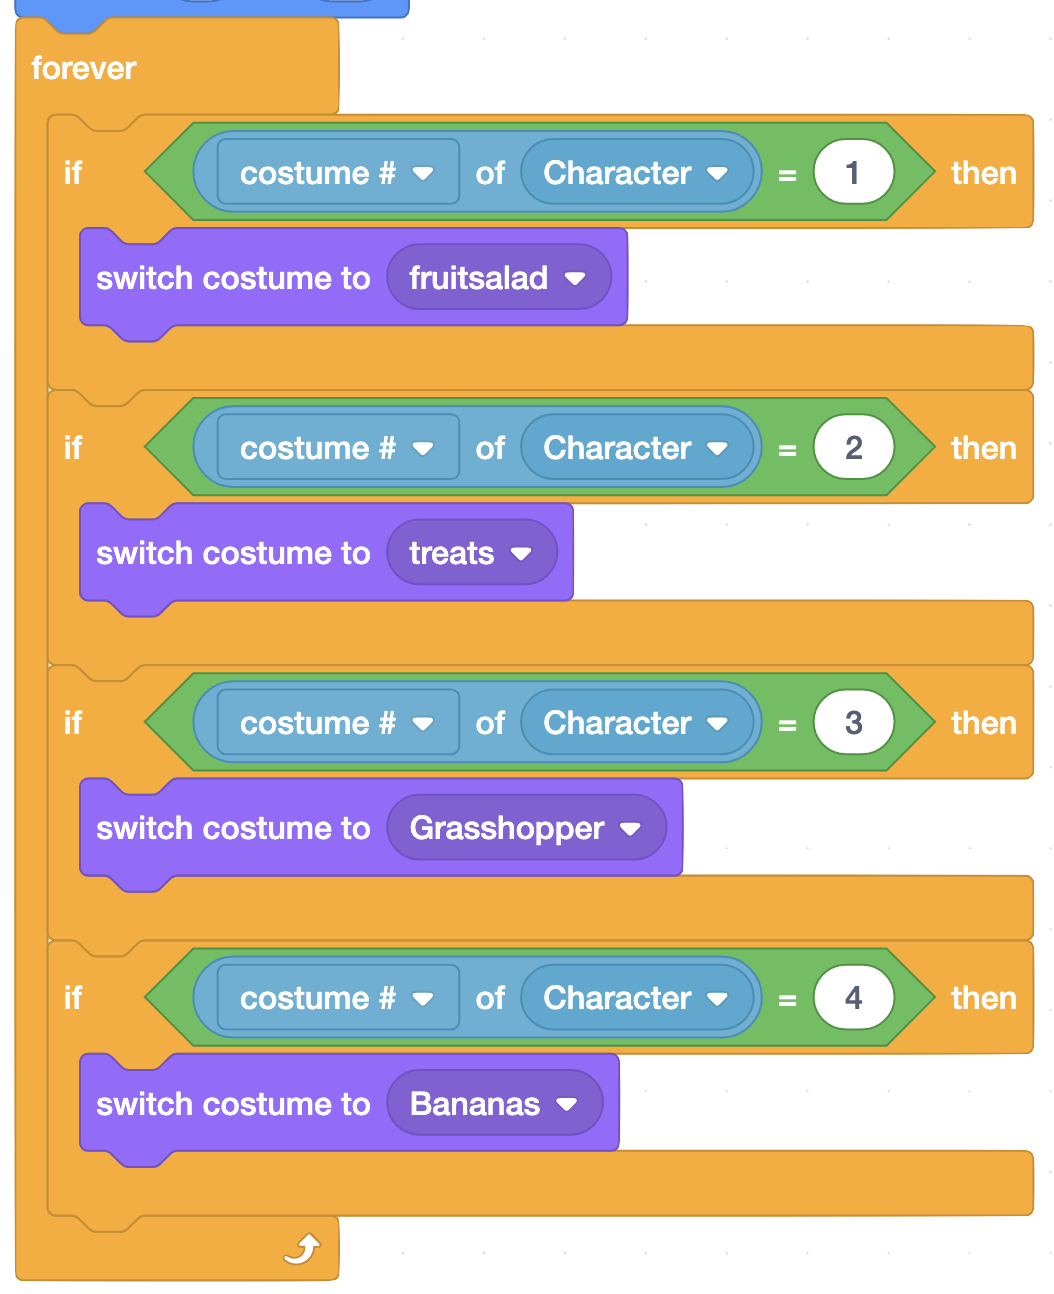 forever
if costume # of Character = 1 then
switch costume to fruitsalad
if costume # of Character = 2 then
switch costume to treats
if costume # of Character = 3 then
switch costume to Grasshopper
if costume # of Character = 4 then
switch costume to Bananas